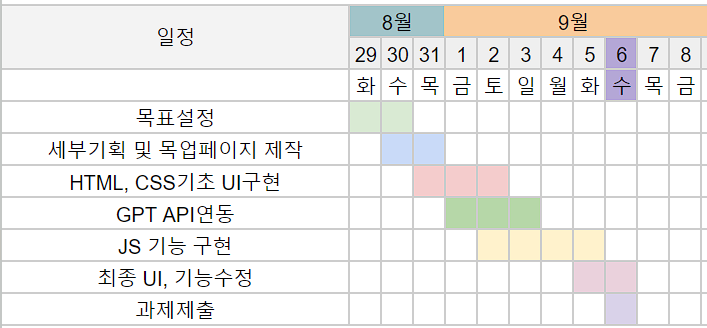 일정 8월 9월
29 30 31 1 2 3 4 5 6 7 8
화 수 목 금 토 일 월 화 수 목 금
목표설정
세부기획 및 목업페이지 제작
HTML, CSS기초 UI구현
GPT API연동
JS 기능 구현
최종 UI, 기능수정
과제제출